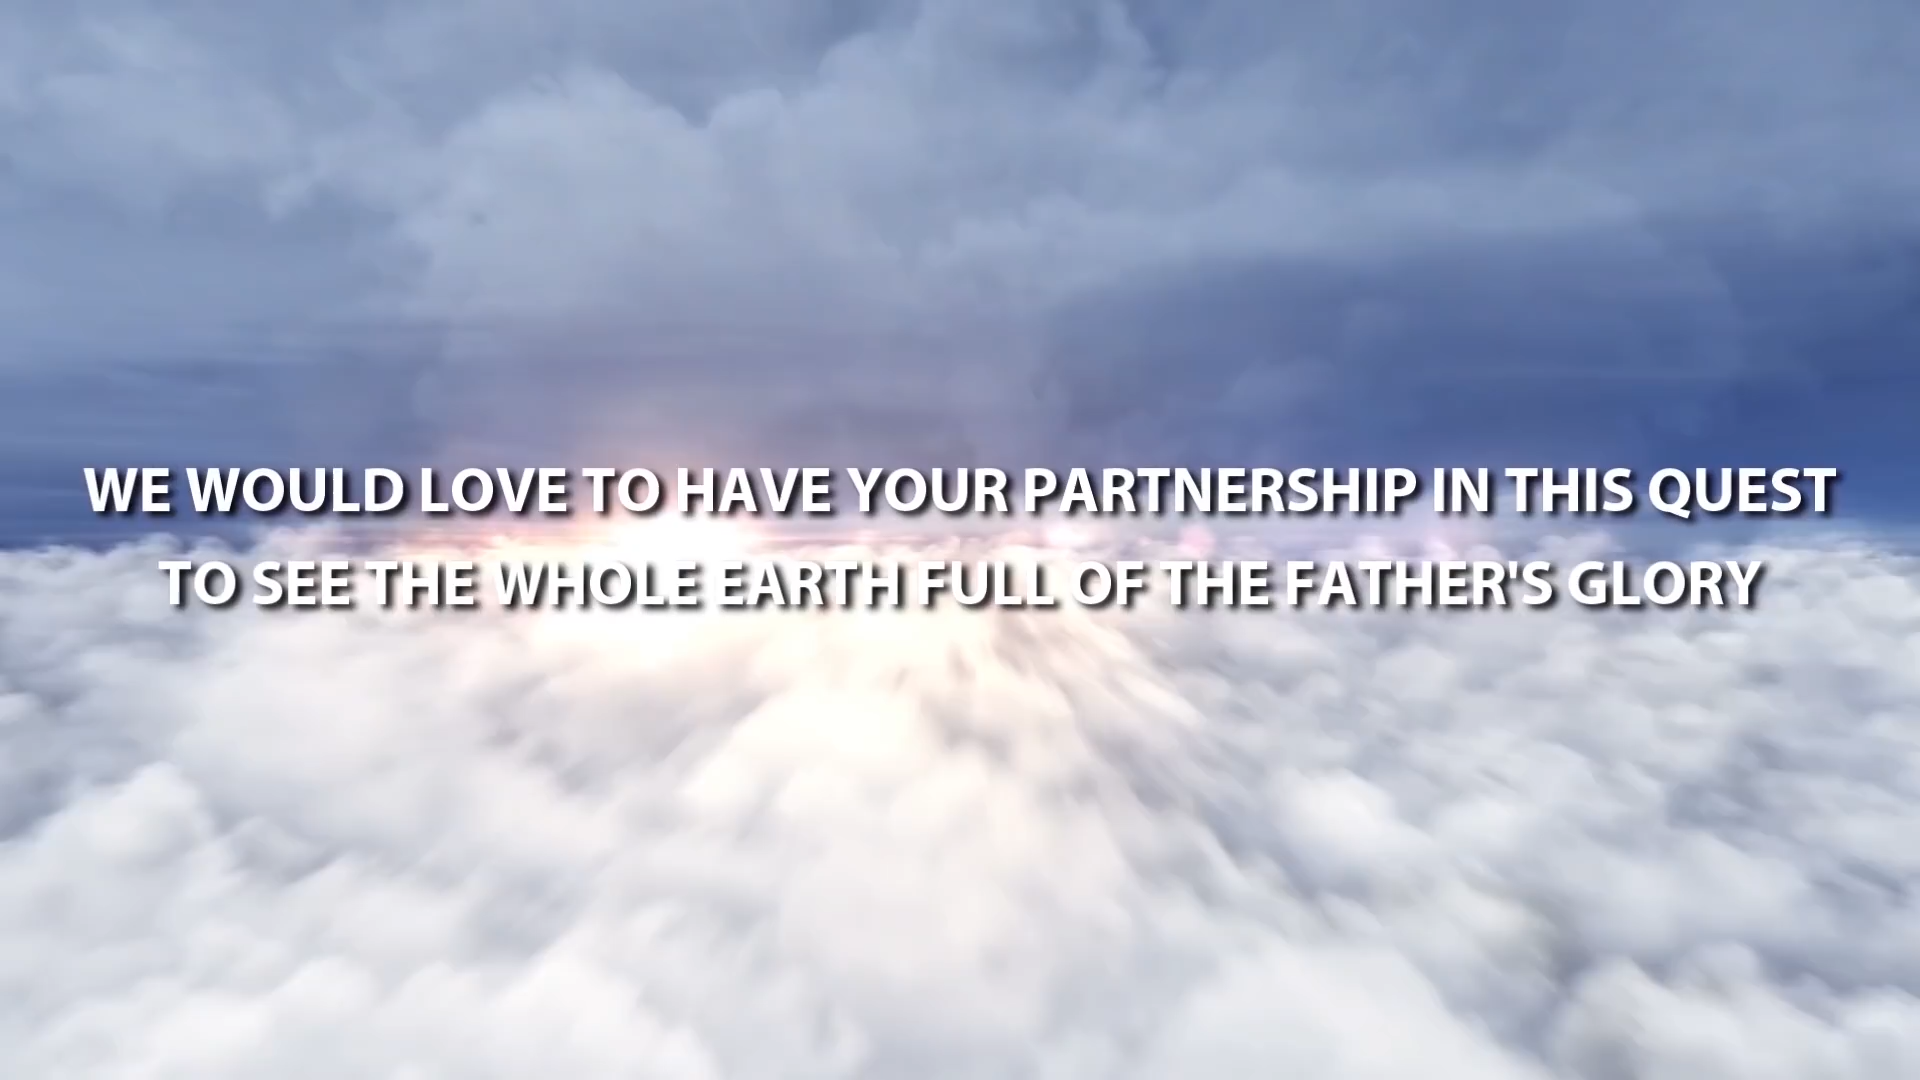 WE WOULD LOVE TO HAVE YOUR PARTNERSHIP IN THIS QUEST
TO SEE THE WHOLE EARTH FULL OF THE FATHER'S GLORY